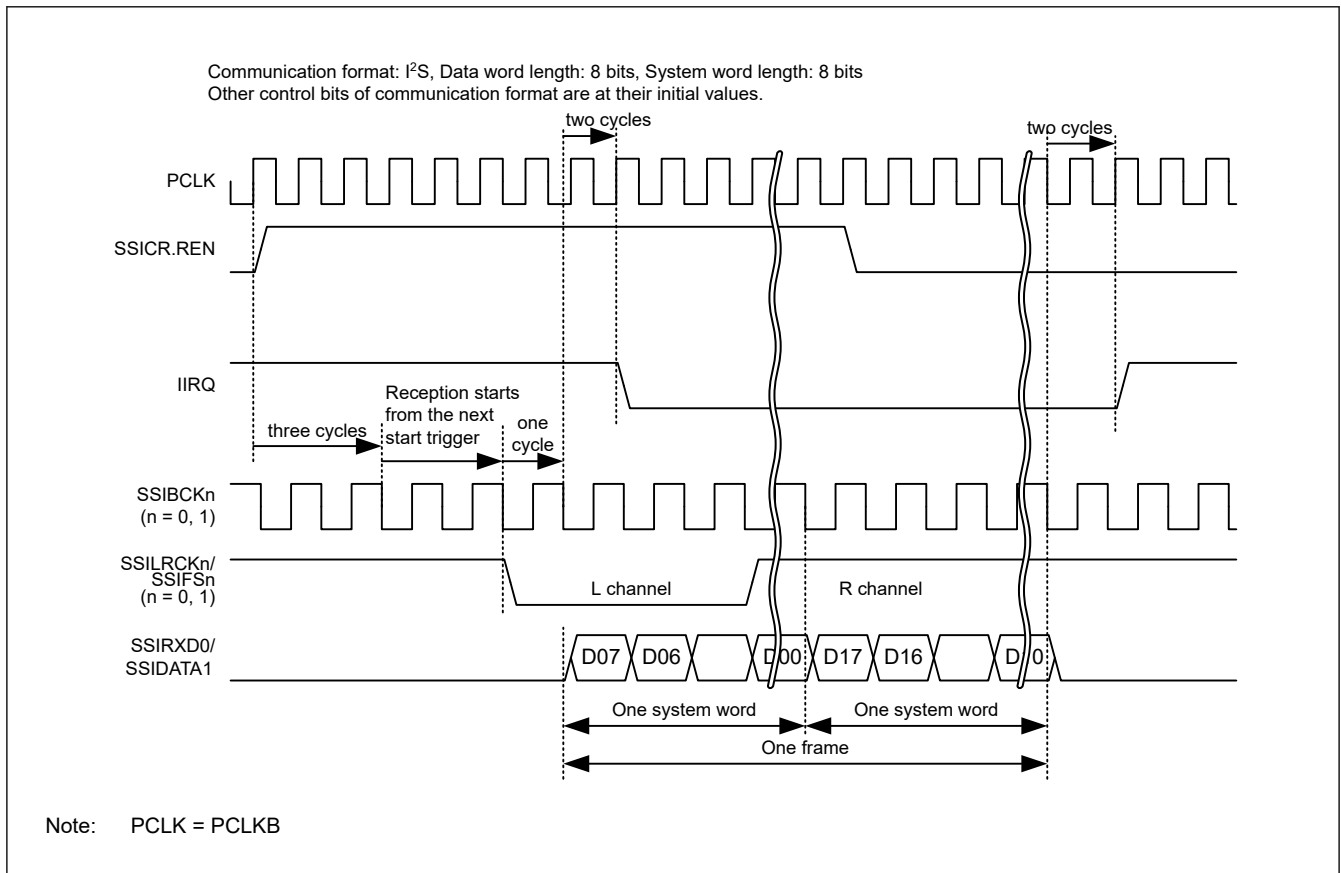 Communication format: I²S, Data word length: 8 bits, System word length: 8 bits
Other control bits of communication format are at their initial values.
two cycles
two cycles
PCLK
SSICR.REN
IIRQ
Reception starts
from the next
start trigger
three cycles
one
cycle
SSIBCKn
(n = 0, 1)
SSILRCKn/
SSIFSn
(n = 0, 1)
L channel
R channel
SSIRXD0/
SSIDATA1
D07 D06 D00 D17 D16 D10
One system word
One system word
One frame
Note: PCLK = PCLKB